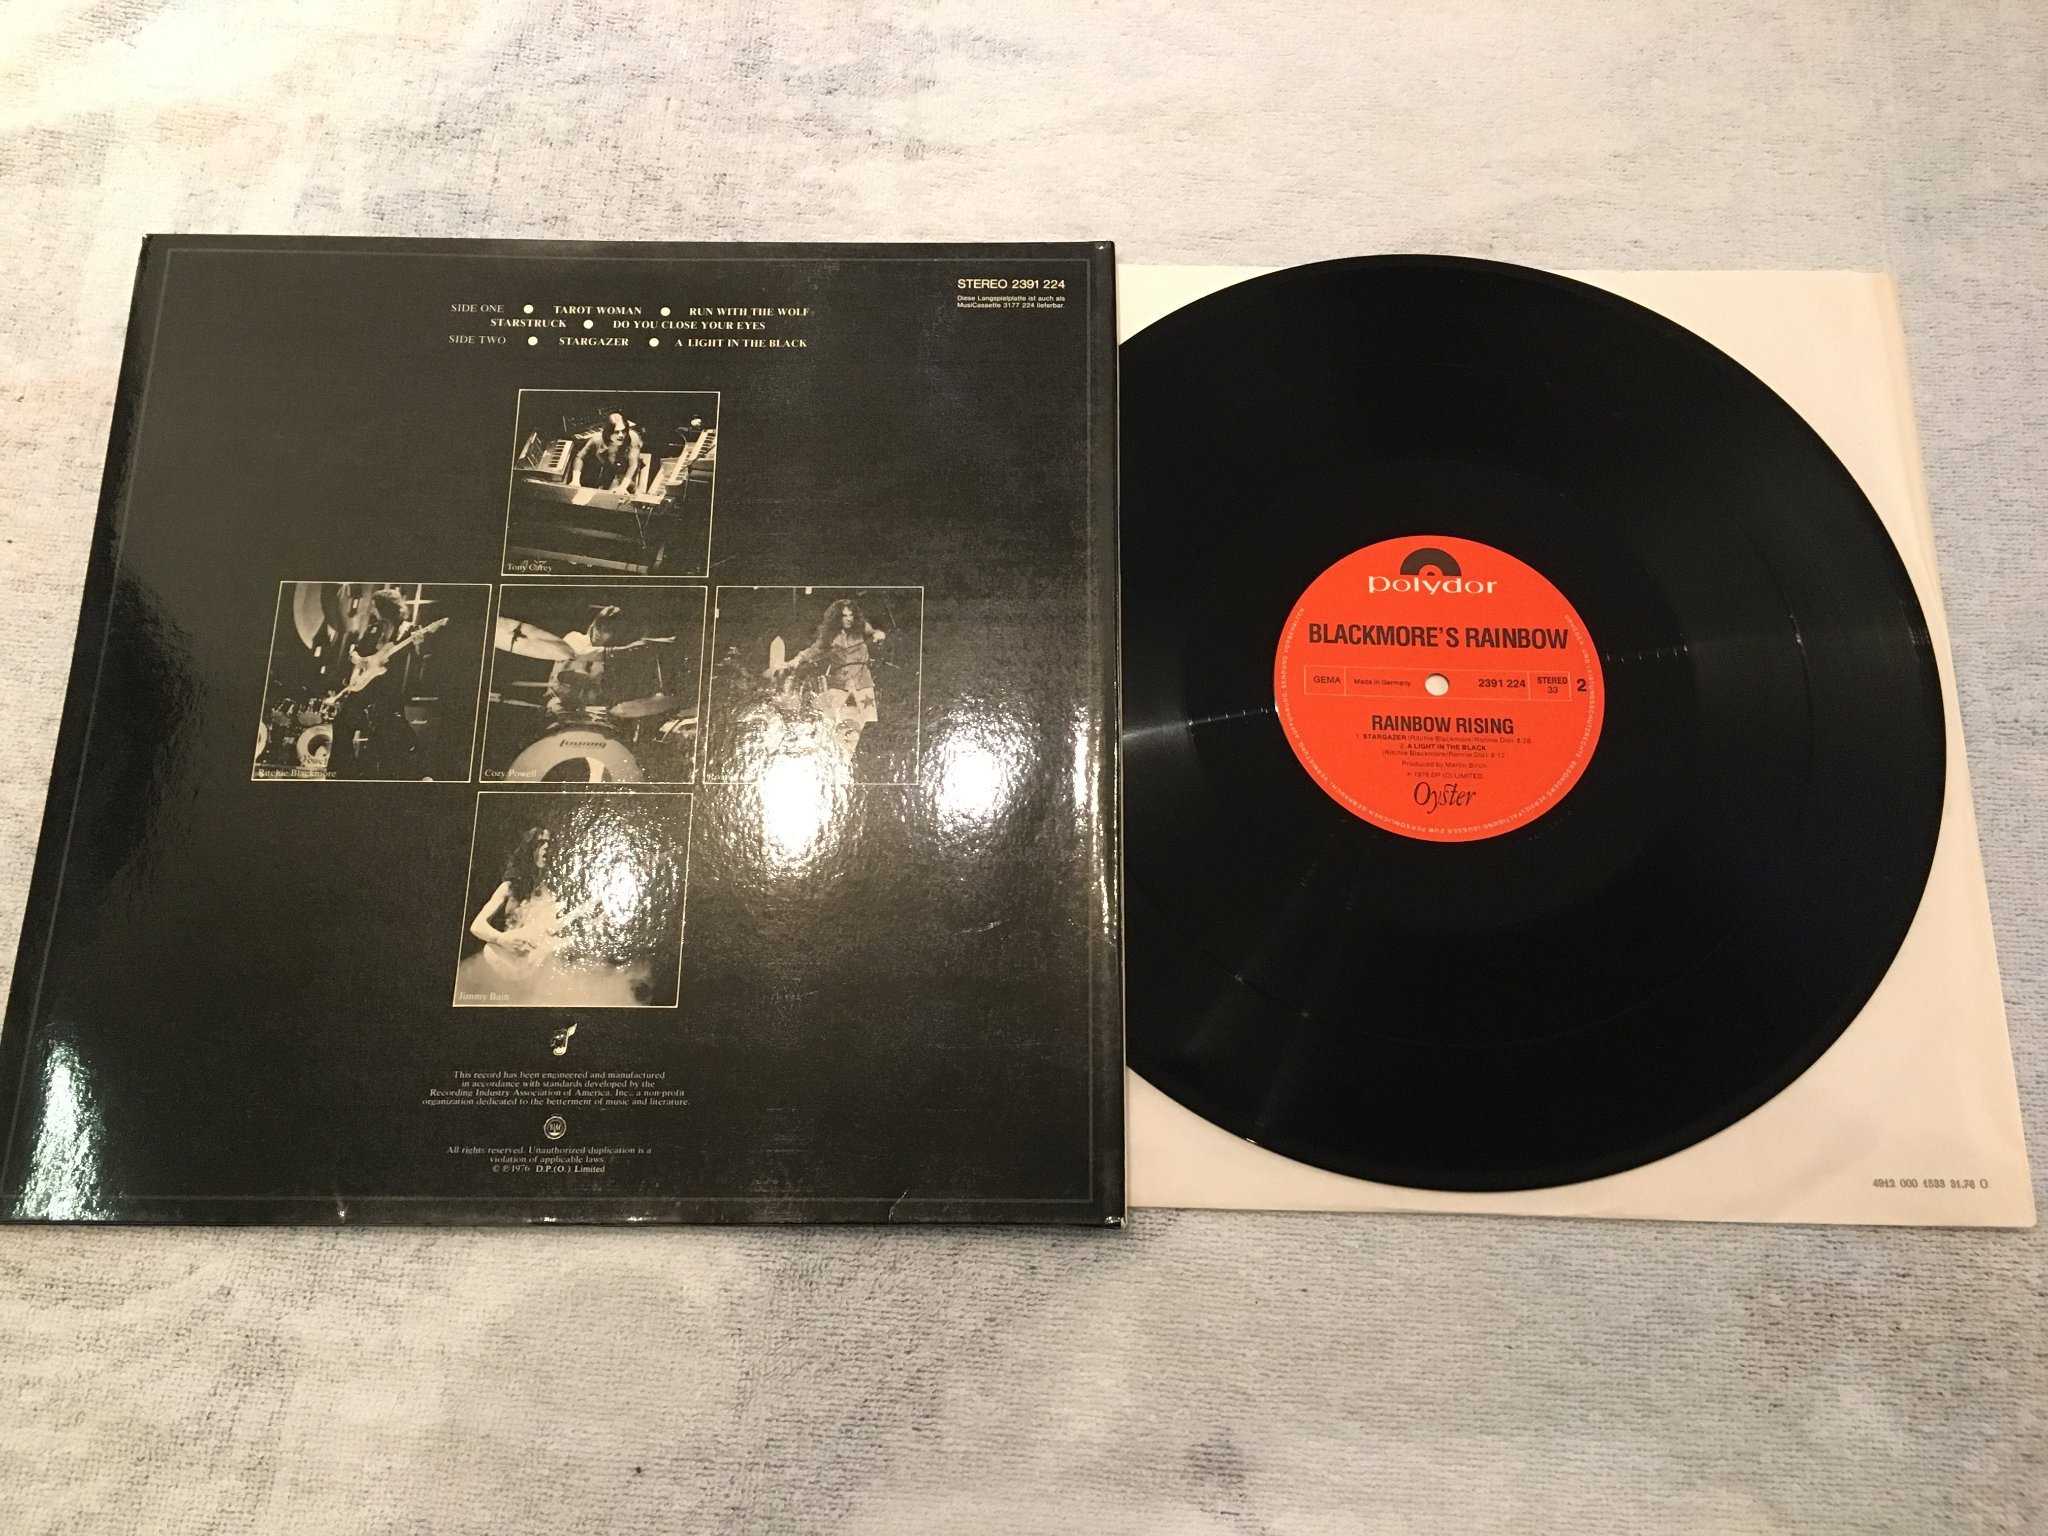 STEREO 2391 224
Diese Langspielplatte ist auch als
MusiCassette 3177 224 lieferbar.
SIDE ONE ● TAROT WOMAN ● RUN WITH THE WOLF
STARSTRUCK ● DO YOU CLOSE YOUR EYES
SIDE TWO ● STARGAZER ● A LIGHT IN THE BLACK
Tony Carey
Ritchie Blackmore
Cozy Powell
Ludwig
Jimmy Bain
This record has been engineered and manufactured
in accordance with standards developed by the
Recording Industry Association of America, Inc., a non-profit
organization dedicated to the betterment of music and literature.
All rights reserved. Unauthorized duplication is a
violation of applicable laws.
© ℗ 1976 D.P.(O.) Limited
polydor
BLACKMORE'S RAINBOW
GEMA Made in Germany 2391 224 STEREO 33 2
RAINBOW RISING
1. STARGAZER (Ritchie Blackmore/Ronnie Dio) 8:28
2. A LIGHT IN THE BLACK
(Ritchie Blackmore/Ronnie Dio) 8:12
Produced by Martin Birch
℗ 1976 DP (O) LIMITED
Oyster
4912 000 1533 31.76 O